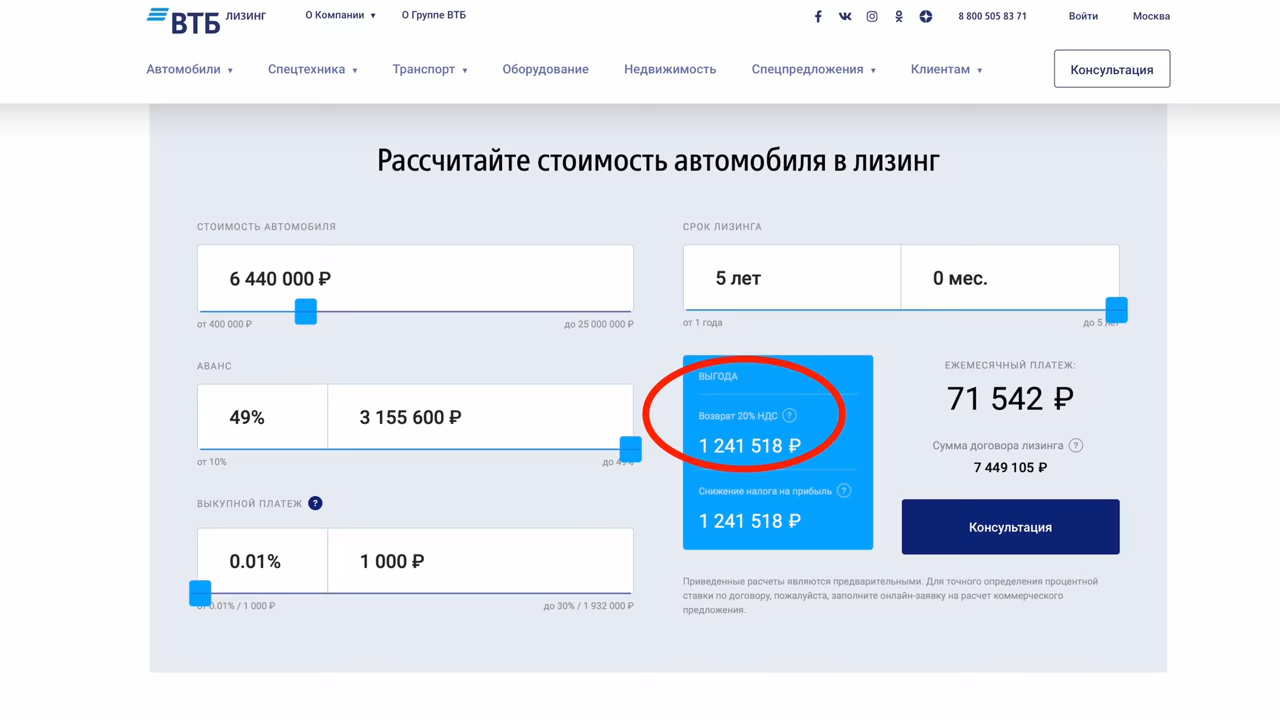 ВТБ ЛИЗИНГ
О Компании ▼ О Группе ВТБ
8 800 505 83 71 Войти Москва
Автомобили ▼ Спецтехника ▼ Транспорт ▼ Оборудование Недвижимость Спецпредложения ▼ Клиентам ▼ Консультация
Рассчитайте стоимость автомобиля в лизинг
СТОИМОСТЬ АВТОМОБИЛЯ
6 440 000 ₽
от 400 000 ₽ до 25 000 000 ₽
АВАНС
49% 3 155 600 ₽
от 10% до 49%
ВЫКУПНОЙ ПЛАТЕЖ ?
0.01% 1 000 ₽
от 0.01% / 1 000 ₽ до 30% / 1 932 000 ₽
СРОК ЛИЗИНГА
5 лет 0 мес.
от 1 года до 5 лет
ВЫГОДА
Возврат 20% НДС ?
1 241 518 ₽
Снижение налога на прибыль ?
1 241 518 ₽
ЕЖЕМЕСЯЧНЫЙ ПЛАТЕЖ:
71 542 ₽
Сумма договора лизинга ?
7 449 105 ₽
Консультация
Приведенные расчеты являются предварительными. Для точного определения процентной
ставки по договору, пожалуйста, заполните онлайн-заявку на расчет коммерческого
предложения.